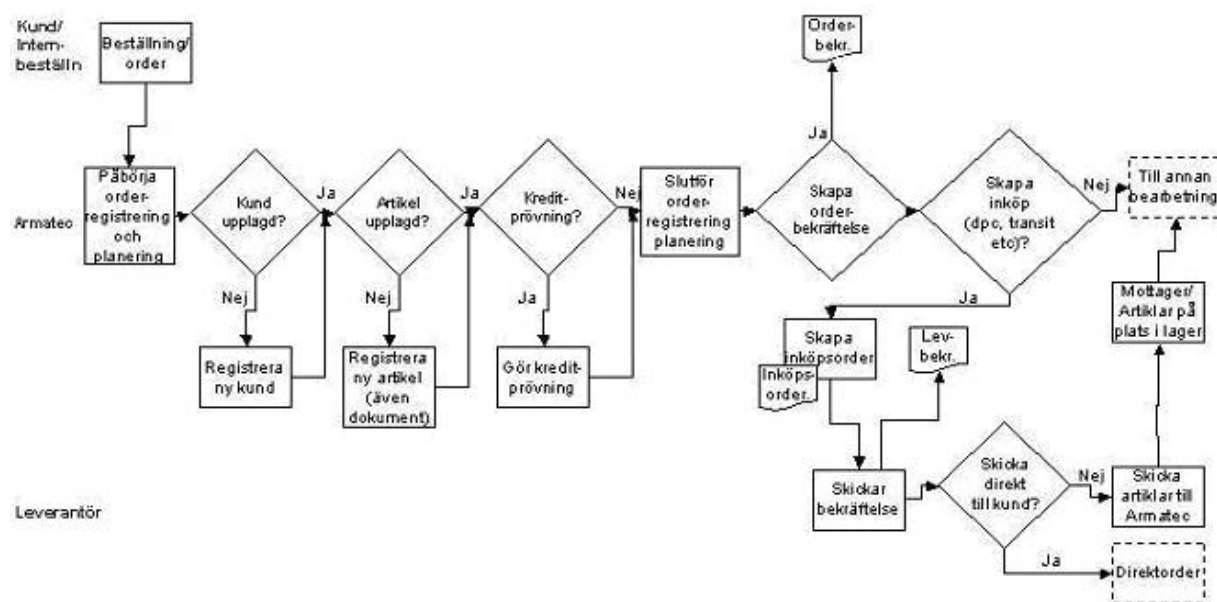 Kund/
Intern-
beställn
Beställning/
order
Order-
bekr.
Armatec
Påbörja
order-
registrering
och
planering
Kund
upplagd?
Ja
Nej
Registrera
ny kund
Artikel
upplagd?
Ja
Nej
Registrera
ny artikel
(även
dokument)
Kredit-
prövning?
Nej
Ja
Gör kredit-
prövning
Slutför
order-
registrering
planering
Skapa
order-
bekräftelse
Ja
Skapa
inköp
(dpc, transit
etc)?
Nej
Ja
Till annan
bearbetning
Skapa
inköpsorder
Inköps-
order.
Lev-
bekr.
Mottager/
Artiklar på
plats i lager
Leverantör
Skickar
bekräftelse
Skicka
direkt
till kund?
Nej
Ja
Skicka
artiklar till
Armatec
Direktorder